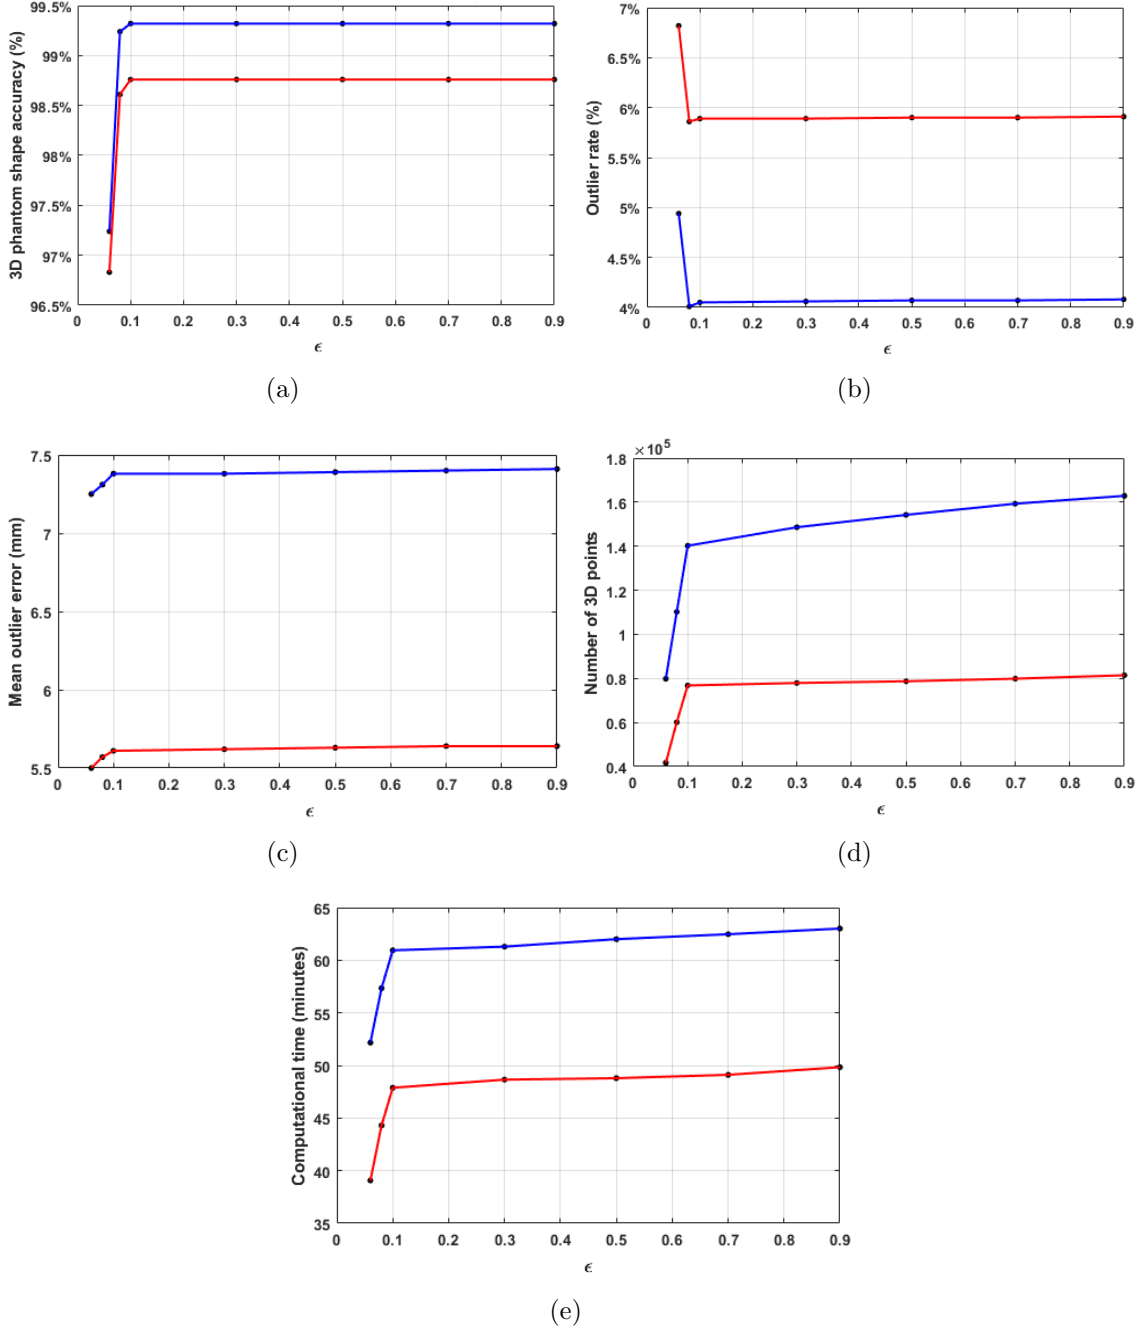 99.5%
99%
98.5%
98%
97.5%
97%
96.5%
3D phantom shape accuracy (%)
0 0.1 0.2 0.3 0.4 0.5 0.6 0.7 0.8 0.9
ϵ
(a)
7%
6.5%
6%
5.5%
5%
4.5%
4%
Outlier rate (%)
0 0.1 0.2 0.3 0.4 0.5 0.6 0.7 0.8 0.9
ϵ
(b)
7.5
7
6.5
6
5.5
Mean outlier error (mm)
0 0.1 0.2 0.3 0.4 0.5 0.6 0.7 0.8 0.9
ϵ
(c)
×10⁵
1.8
1.6
1.4
1.2
1
0.8
0.6
0.4
Number of 3D points
0 0.1 0.2 0.3 0.4 0.5 0.6 0.7 0.8 0.9
ϵ
(d)
65
60
55
50
45
40
35
Computational time (minutes)
0 0.1 0.2 0.3 0.4 0.5 0.6 0.7 0.8 0.9
ϵ
(e)